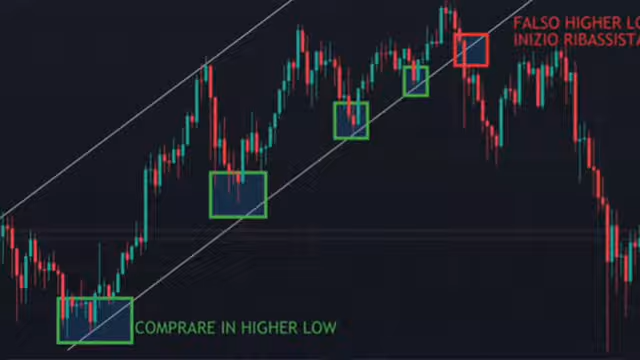 FALSO HIGHER LO
INIZIO RIBASSISTA
COMPRARE IN HIGHER LOW